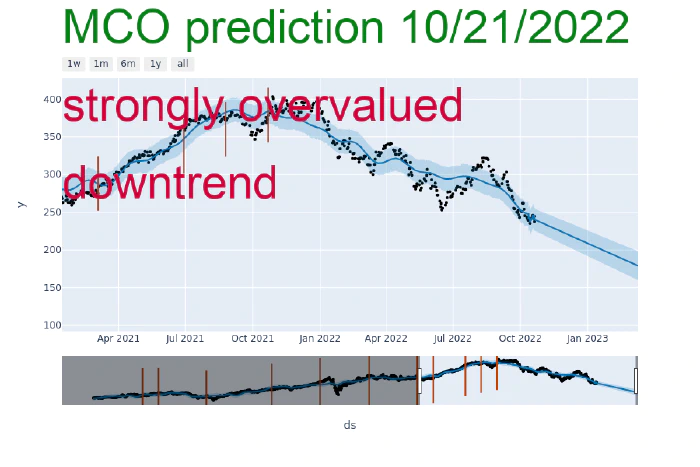 MCO prediction 10/21/2022
1w 1m 6m 1y all
strongly overvalued
downtrend
400
350
300
250
200
150
100
y
Apr 2021 Jul 2021 Oct 2021 Jan 2022 Apr 2022 Jul 2022 Oct 2022 Jan 2023
ds